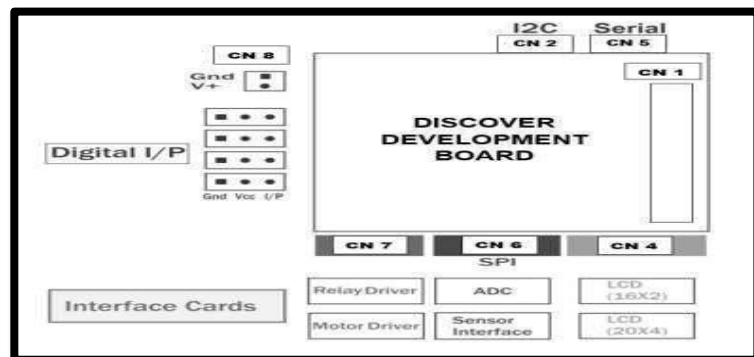 I2C Serial
CN 8 CN 2 CN 5
Gnd
V+
CN 1
DISCOVER
DEVELOPMENT
BOARD
Digital I/P
Gnd Vcc I/P
CN 7 CN 6 CN 4
SPI
Interface Cards
Relay Driver ADC LCD
(16X2)
Motor Driver Sensor
Interface LCD
(20X4)